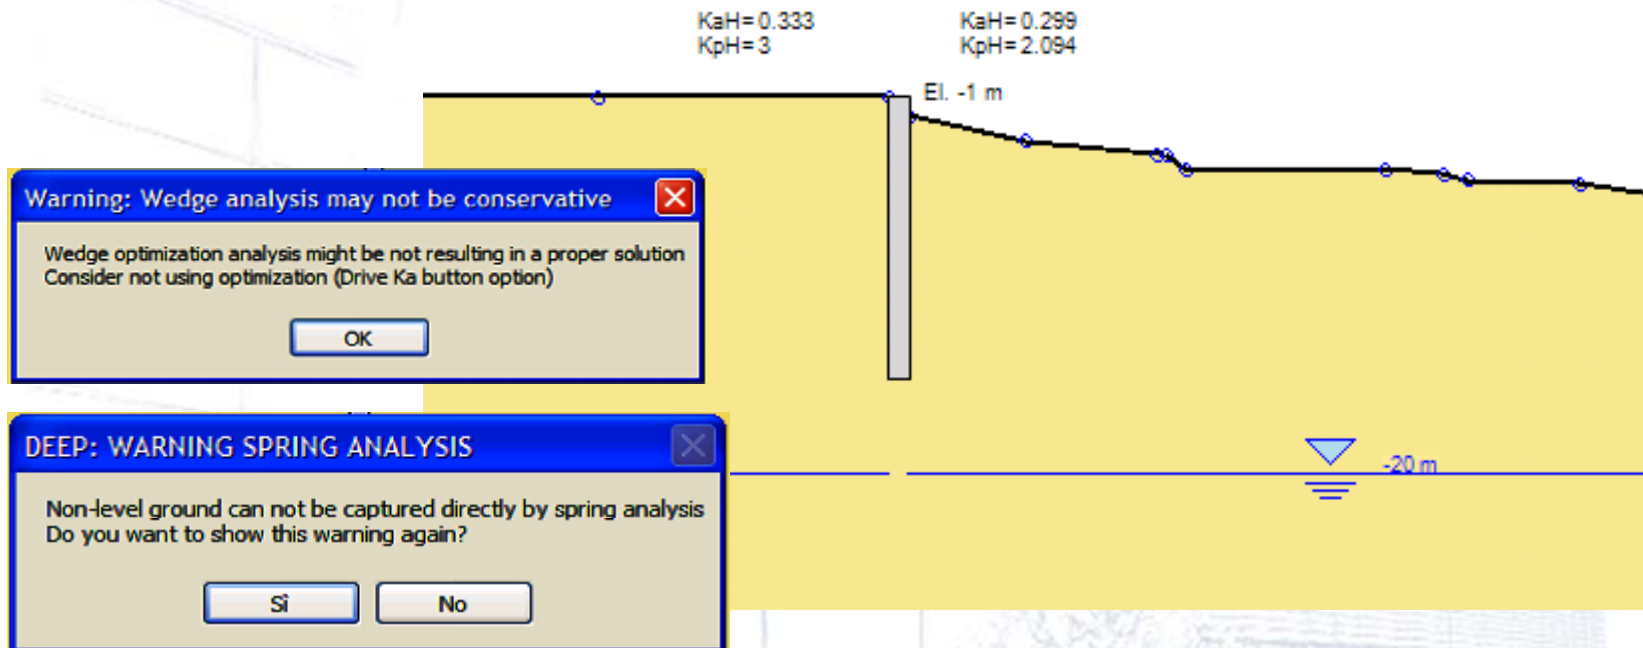 KaH= 0.333
KpH= 3
KaH= 0.299
KpH= 2.094
El. -1 m
Warning: Wedge analysis may not be conservative
Wedge optimization analysis might be not resulting in a proper solution
Consider not using optimization (Drive Ka button option)
OK
DEEP: WARNING SPRING ANALYSIS
-20 m
Non-level ground can not be captured directly by spring analysis
Do you want to show this warning again?
Sì
No